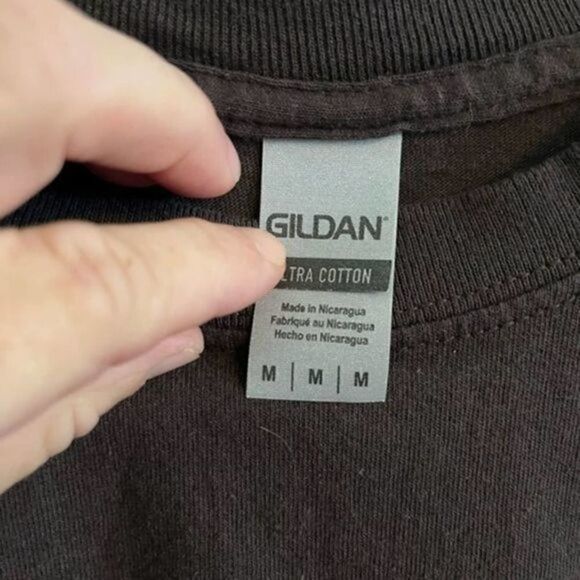 GILDAN®
LTRA COTTON
Made in Nicaragua
Fabriqué au Nicaragua
Hecho en Nicaragua
M | M | M